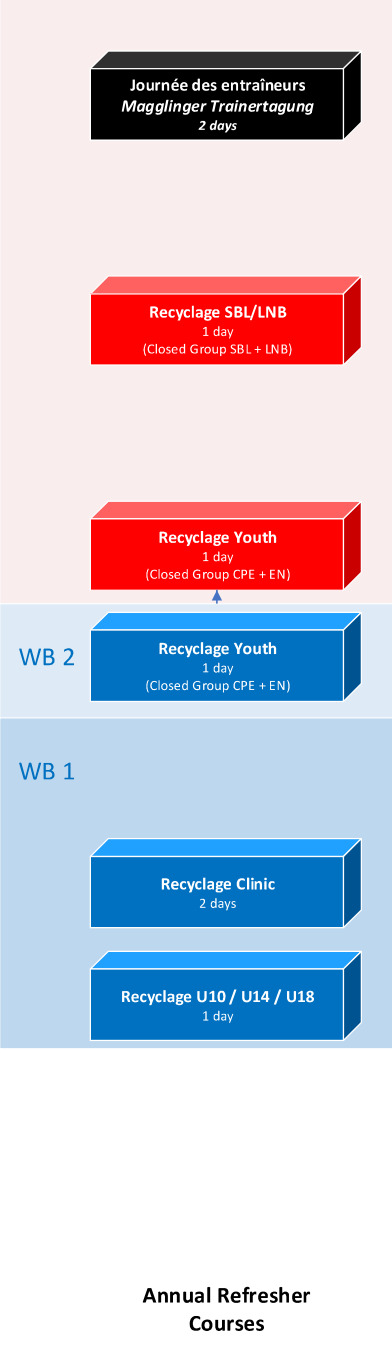 Journée des entraîneurs
Magglinger Trainertagung
2 days
Recyclage SBL/LNB
1 day
(Closed Group SBL + LNB)
Recyclage Youth
1 day
(Closed Group CPE + EN)
WB 2
Recyclage Youth
1 day
(Closed Group CPE + EN)
WB 1
Recyclage Clinic
2 days
Recyclage U10 / U14 / U18
1 day
Annual Refresher
Courses